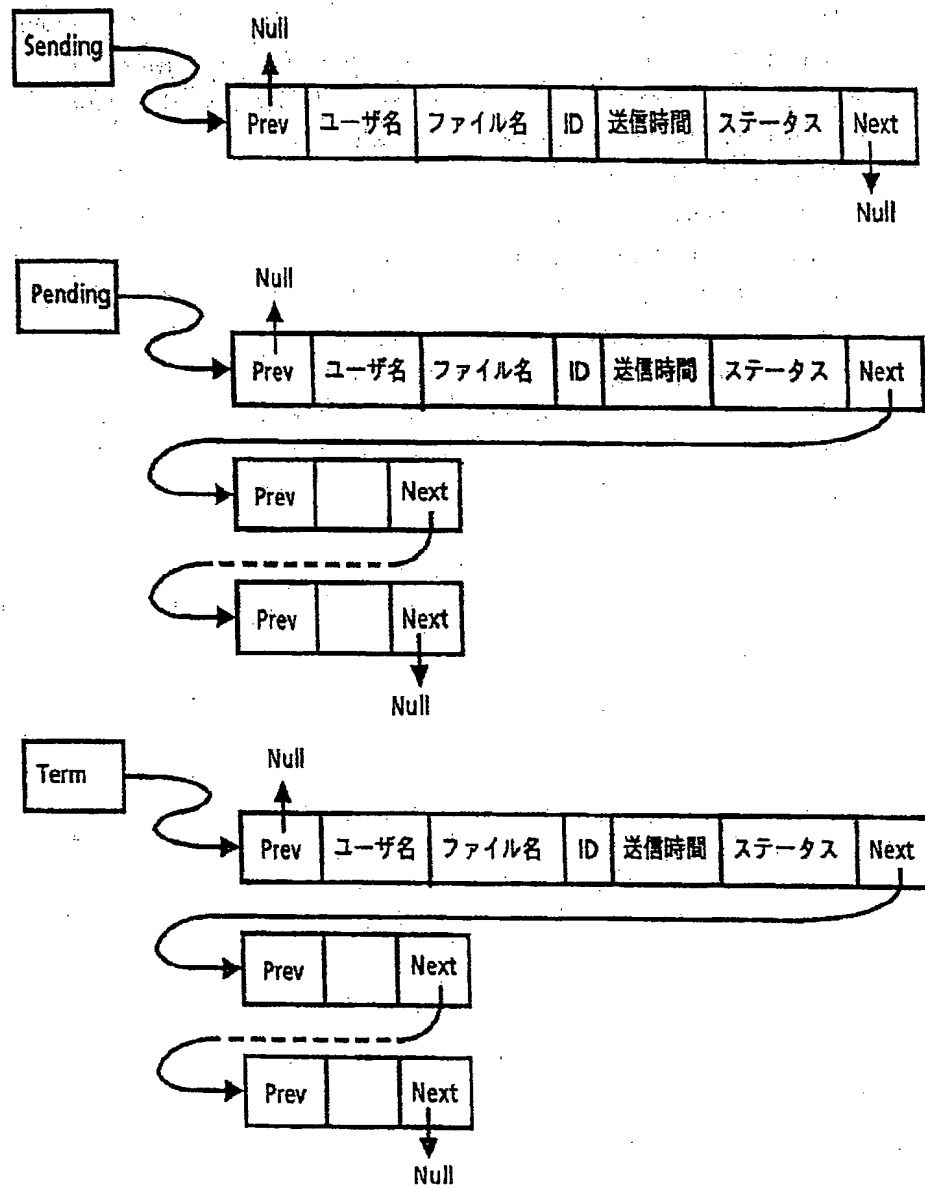 Sending
Null
Prev ユーザ名 ファイル名 ID 送信時間 ステータス Next
Null
Pending
Null
Prev ユーザ名 ファイル名 ID 送信時間 ステータス Next
Prev Next
Prev Next
Null
Term
Null
Prev ユーザ名 ファイル名 ID 送信時間 ステータス Next
Prev Next
Prev Next
Null